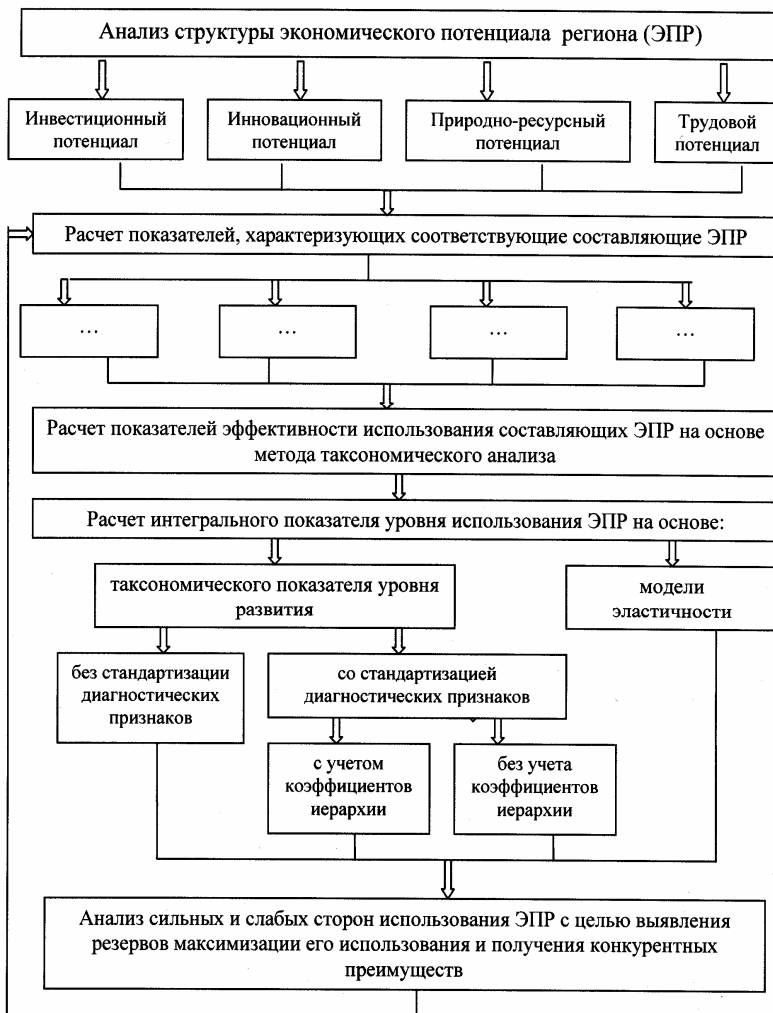 Анализ структуры экономического потенциала региона (ЭПР)
Инвестиционный
потенциал
Инновационный
потенциал
Природно-ресурсный
потенциал
Трудовой
потенциал
Расчет показателей, характеризующих соответствующие составляющие ЭПР
…
…
…
…
Расчет показателей эффективности использования составляющих ЭПР на основе
метода таксономического анализа
Расчет интегрального показателя уровня использования ЭПР на основе:
таксономического показателя уровня
развития
модели
эластичности
без стандартизации
диагностических
признаков
со стандартизацией
диагностических признаков
с учетом
коэффициентов
иерархии
без учета
коэффициентов
иерархии
Анализ сильных и слабых сторон использования ЭПР с целью выявления
резервов максимизации его использования и получения конкурентных
преимуществ